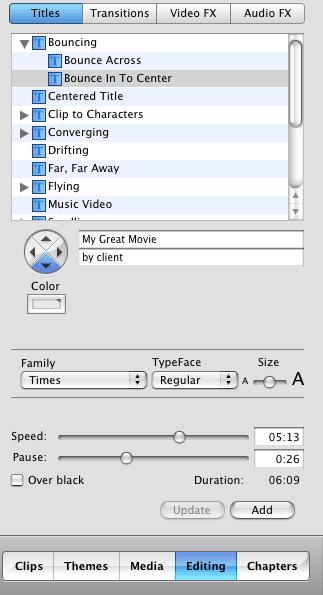 Titles Transitions Video FX Audio FX
Bouncing
T Bounce Across
T Bounce In To Center
T Centered Title
T Clip to Characters
T Converging
T Drifting
T Far, Far Away
T Flying
T Music Video
My Great Movie
by client
Color
Family TypeFace Size
Times Regular A A
Speed: 05:13
Pause: 0:26
Over black Duration: 06:09
Update Add
Clips Themes Media Editing Chapters